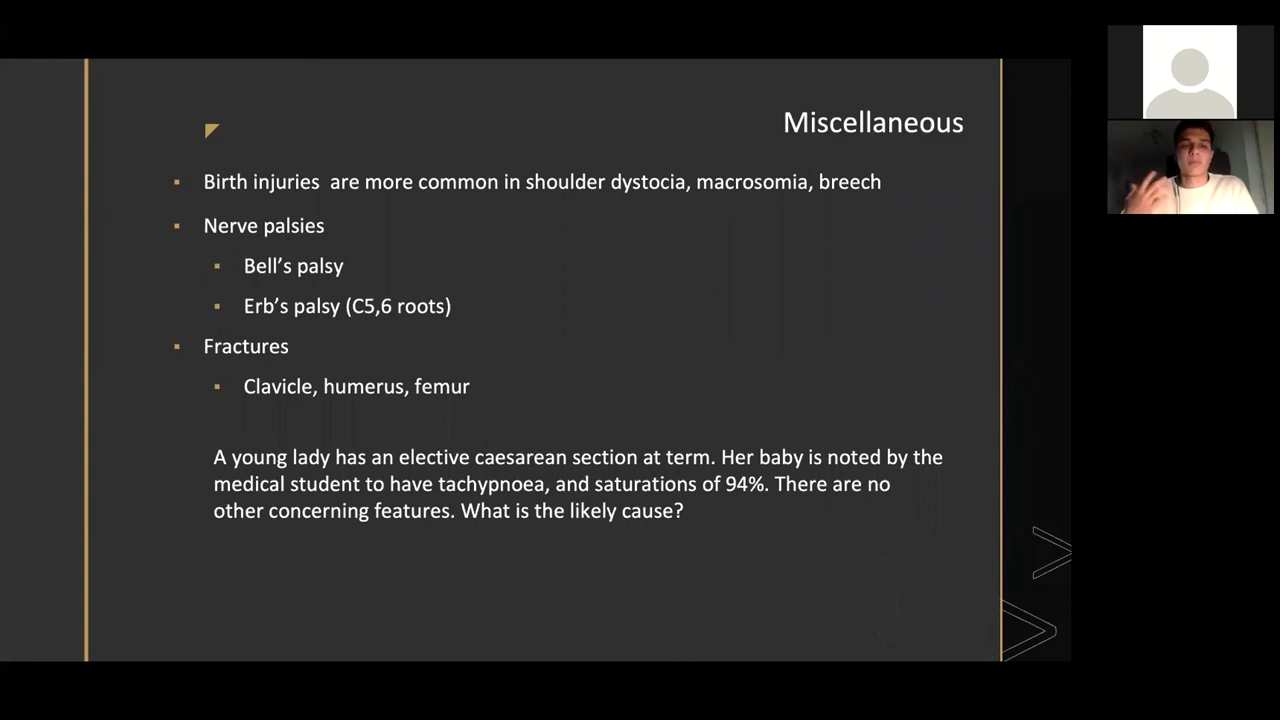 Miscellaneous
Birth injuries are more common in shoulder dystocia, macrosomia, breech
Nerve palsies
Bell’s palsy
Erb’s palsy (C5,6 roots)
Fractures
Clavicle, humerus, femur
A young lady has an elective caesarean section at term. Her baby is noted by the
medical student to have tachypnoea, and saturations of 94%. There are no
other concerning features. What is the likely cause?